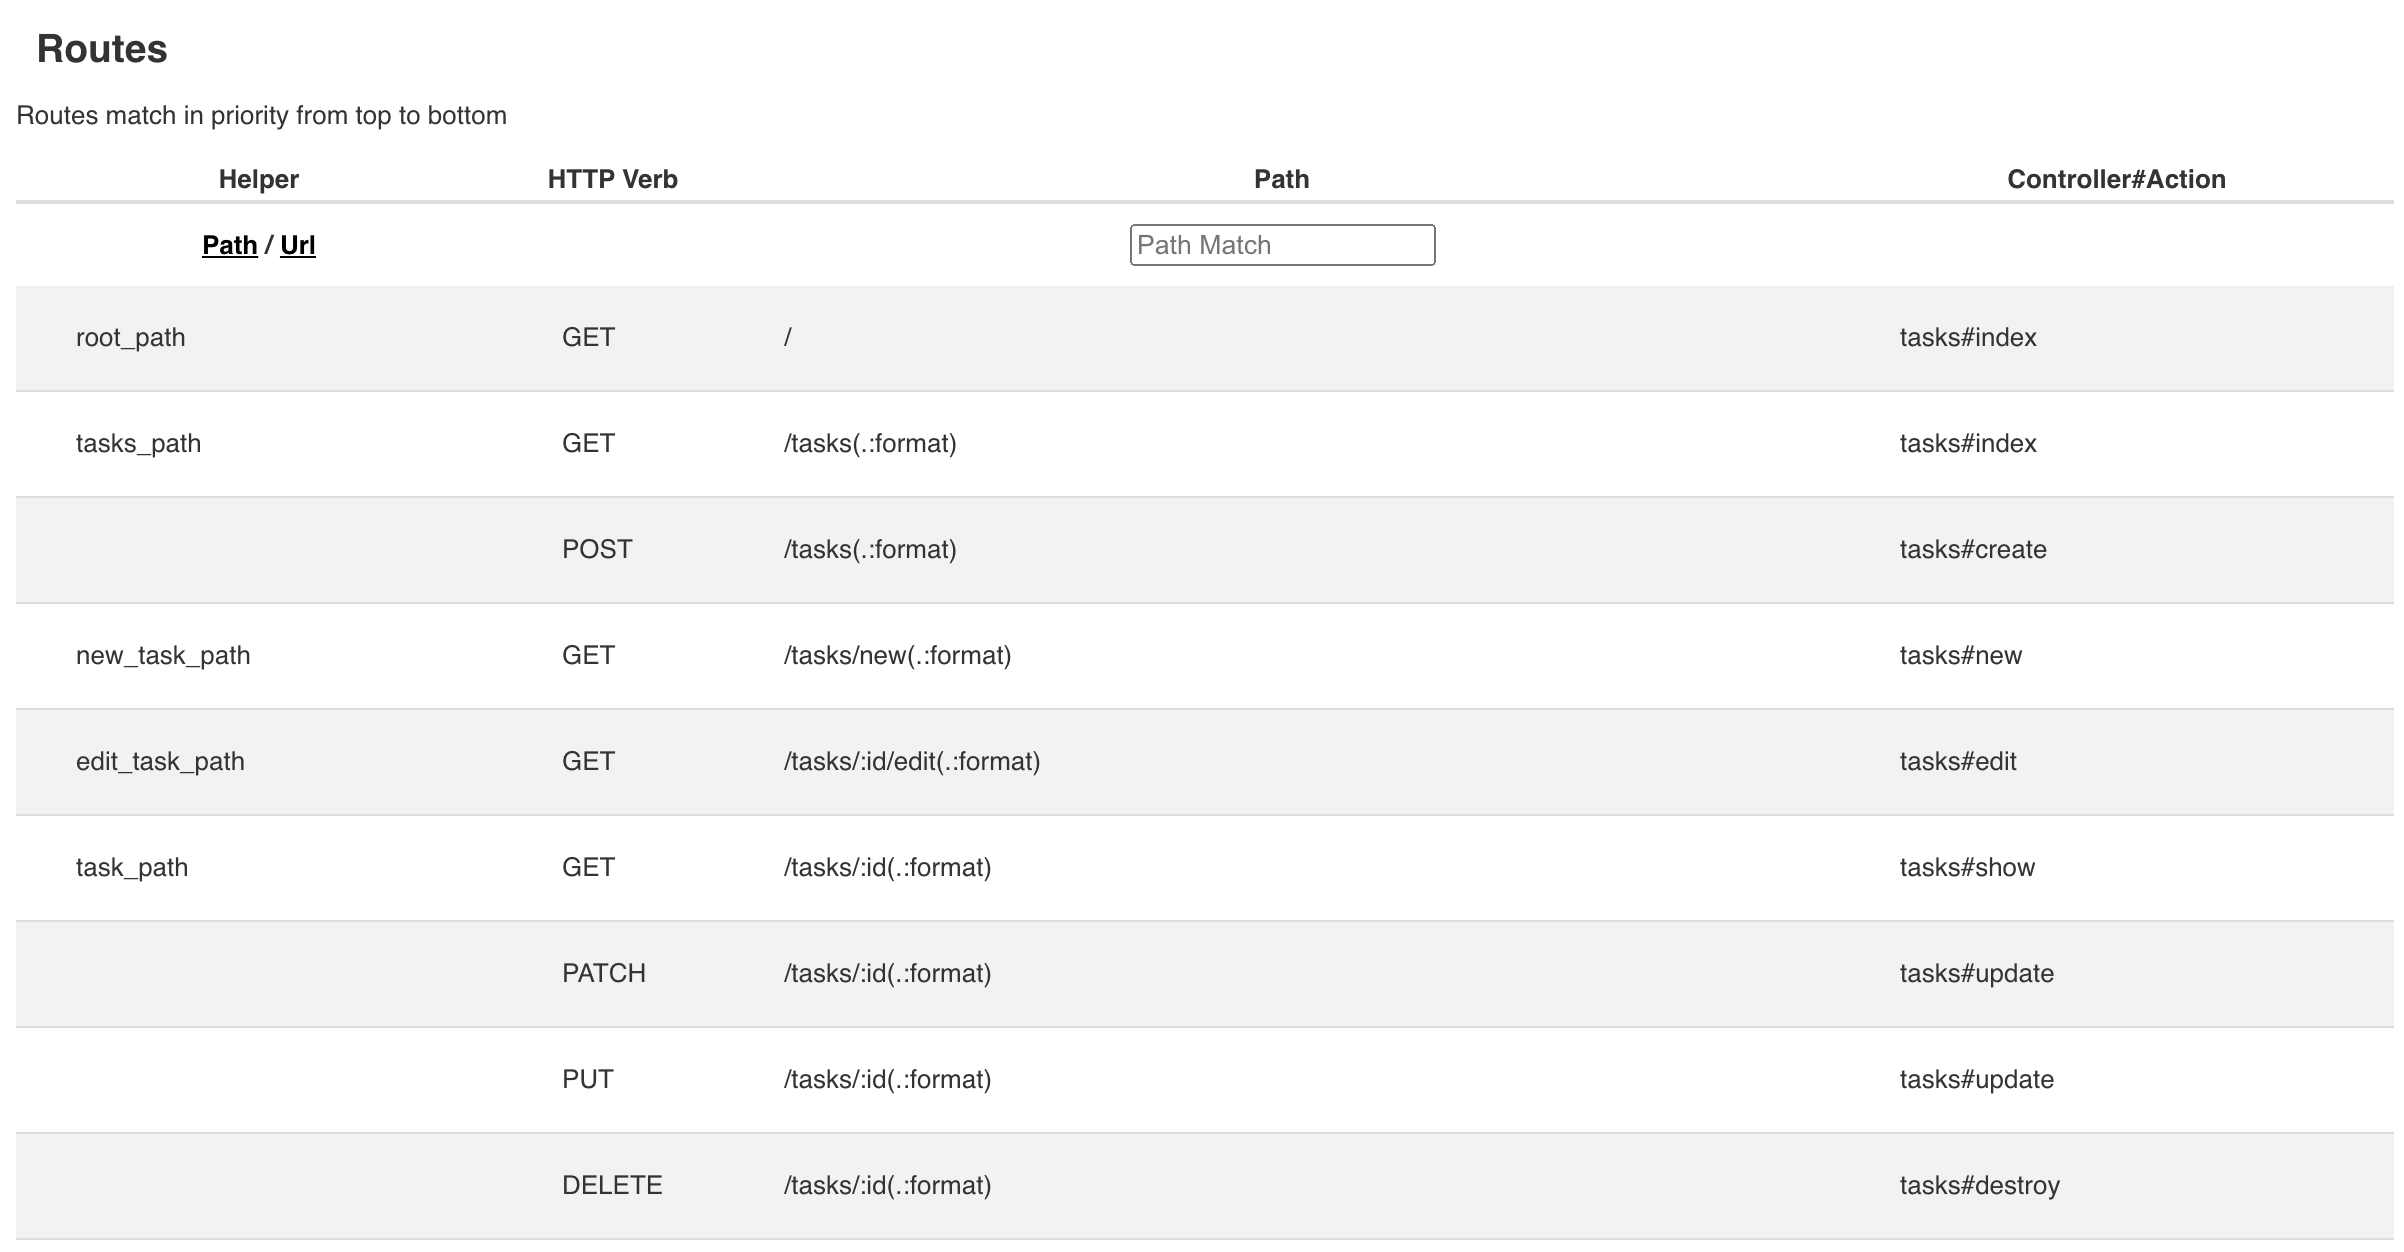 Routes
Routes match in priority from top to bottom
Helper HTTP Verb Path Controller#Action
Path / Url Path Match
root_path GET / tasks#index
tasks_path GET /tasks(.:format) tasks#index
POST /tasks(.:format) tasks#create
new_task_path GET /tasks/new(.:format) tasks#new
edit_task_path GET /tasks/:id/edit(.:format) tasks#edit
task_path GET /tasks/:id(.:format) tasks#show
PATCH /tasks/:id(.:format) tasks#update
PUT /tasks/:id(.:format) tasks#update
DELETE /tasks/:id(.:format) tasks#destroy